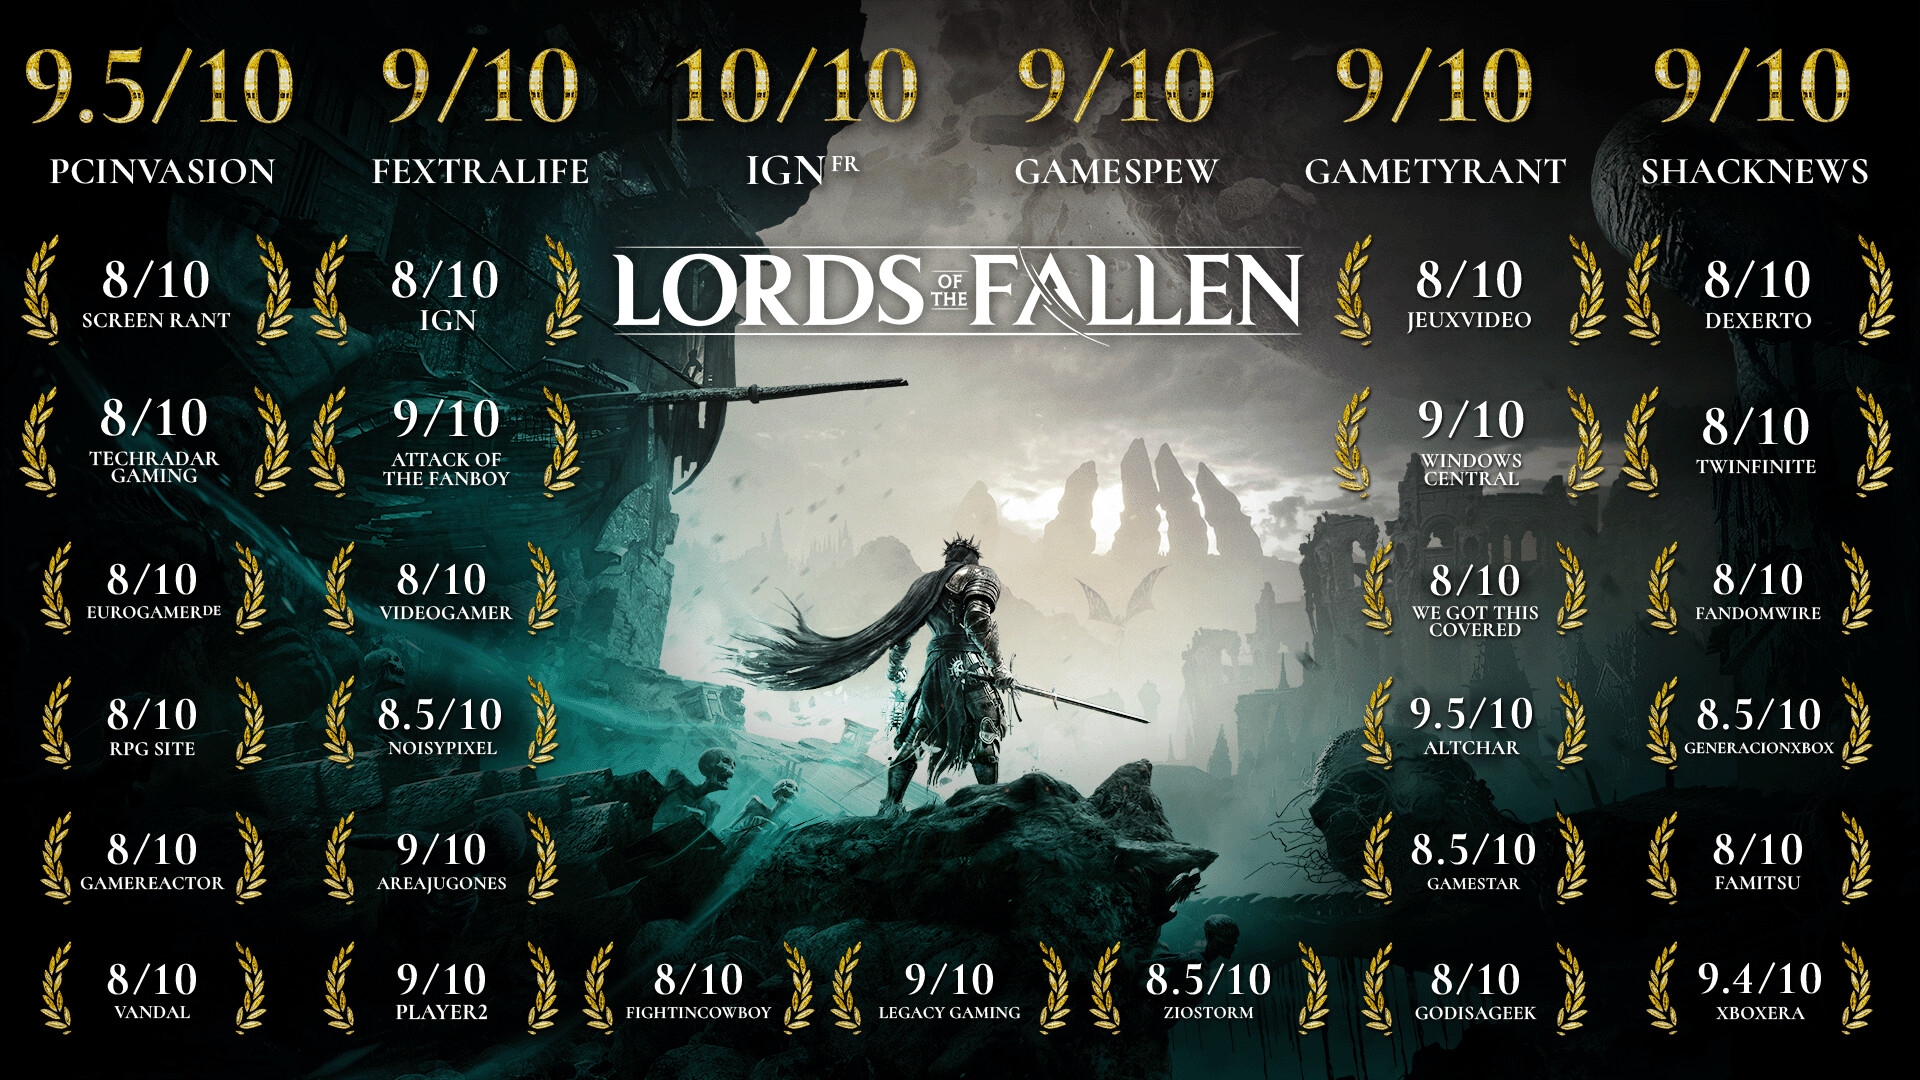 9.5/10
PCINVASION
9/10
FEXTRALIFE
10/10
IGN FR
9/10
GAMESPEW
9/10
GAMETYRANT
9/10
SHACKNEWS
LORDS OF THE FALLEN
8/10
SCREEN RANT
8/10
IGN
8/10
JEUXVIDEO
8/10
DEXERTO
8/10
TECHRADAR
GAMING
9/10
ATTACK OF
THE FANBOY
9/10
WINDOWS
CENTRAL
8/10
TWINFINITE
8/10
EUROGAMER DE
8/10
VIDEOGAMER
8/10
WE GOT THIS
COVERED
8/10
FANDOMWIRE
8/10
RPG SITE
8.5/10
NOISYPIXEL
9.5/10
ALTCHAR
8.5/10
GENERACIONXBOX
8/10
GAMEREACTOR
9/10
AREAJUGONES
8.5/10
GAMESTAR
8/10
FAMITSU
8/10
VANDAL
9/10
PLAYER2
8/10
FIGHTINCOWBOY
9/10
LEGACY GAMING
8.5/10
ZIOSTORM
8/10
GODISAGEEK
9.4/10
XBOXERA